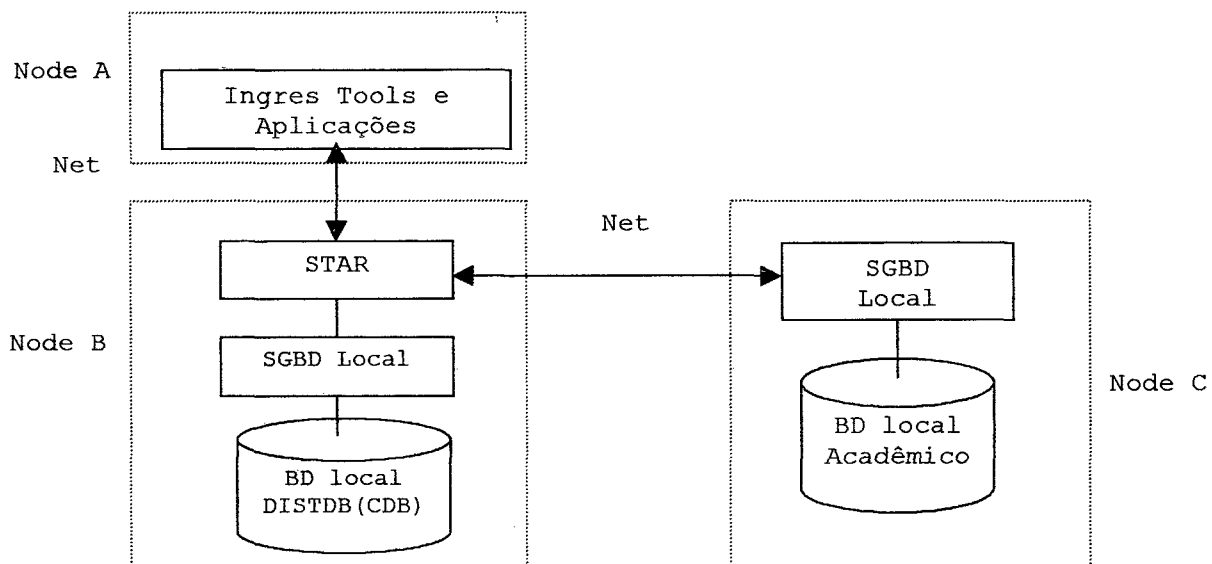 Node A
Ingres Tools e
Aplicações
Net
Net
STAR
SGBD
Local
Node B
SGBD Local
Node C
BD local
Acadêmico
BD local
DISTDB(CDB)